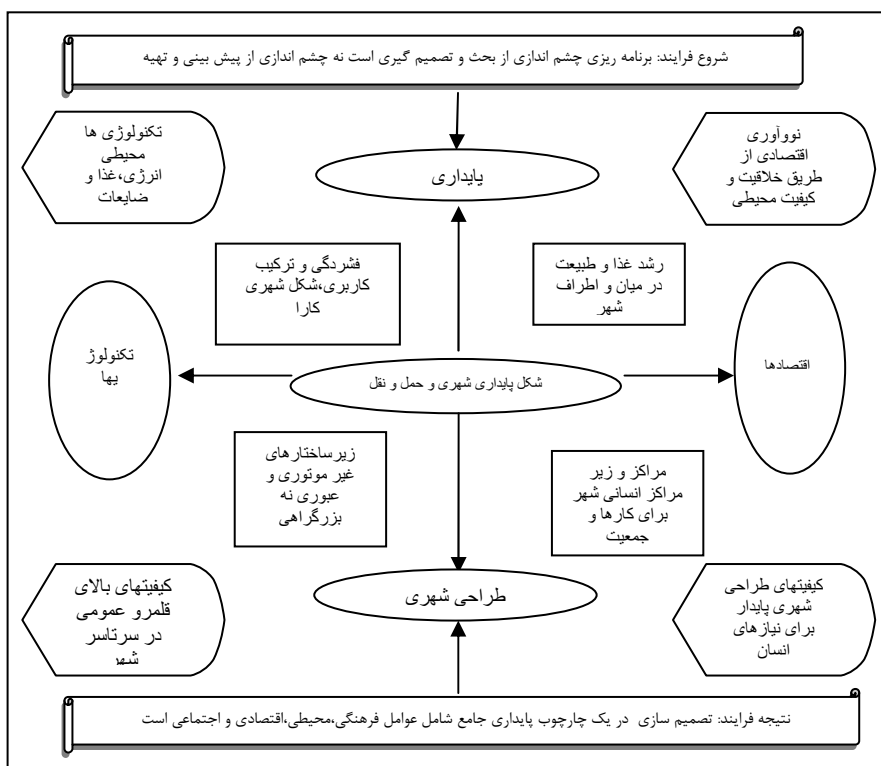 شروع فرایند: برنامه ریزی چشم اندازی از بحث و تصمیم گیری است نه چشم اندازی از پیش بینی و تهیه
نووآوری
اقتصادی از
طریق خلاقیت و
کیفیت محیطی
تکنولوژی ها
محیطی
انرژی،غذا و
ضایعات
پایداری
رشد غذا و طبیعت
در میان و اطراف
شهر
فشردگی و ترکیب
کاربری،شکل شهری
کارا
اقتصادها
شکل پایداری شهری و حمل و نقل
تکنولوژ
یها
مراکز و زیر
مراکز انسانی شهر
برای کارها و
جمعیت
زیرساختارهای
غیر موتوری و
عبوری نه
بزرگراهی
کیفیتهای طراحی
شهری پایدار
برای نیازهای
انسان
طراحی شهری
کیفیتهای بالای
قلمرو عمومی
در سرتاسر
شهر
نتیجه فرایند: تصمیم سازی در یک چارچوب پایداری جامع شامل عوامل فرهنگی،محیطی،اقتصادی و اجتماعی است